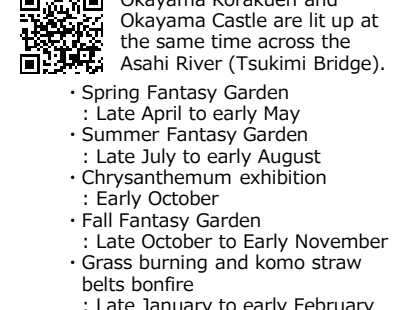 Okayama Korakuen and
Okayama Castle are lit up at
the same time across the
Asahi River (Tsukimi Bridge).
・Spring Fantasy Garden
: Late April to early May
・Summer Fantasy Garden
: Late July to early August
・Chrysanthemum exhibition
: Early October
・Fall Fantasy Garden
: Late October to Early November
・Grass burning and komo straw
belts bonfire
: Late January to early February